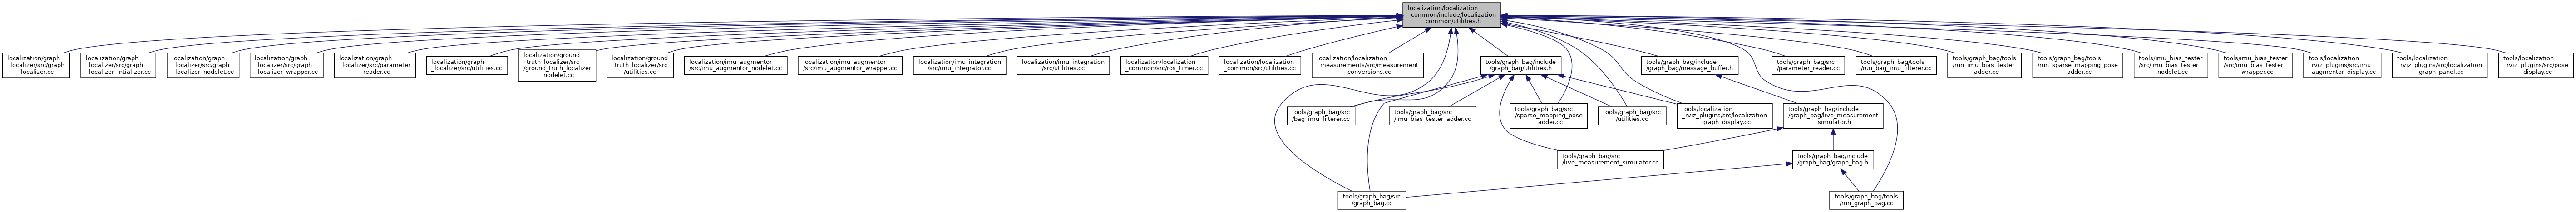 localization/localization
_common/include/localization
_common/utilities.h
localization/graph
_localizer/src/graph
_localizer.cc
localization/graph
_localizer/src/graph
_localizer_intializer.cc
localization/graph
_localizer/src/graph
_localizer_nodelet.cc
localization/graph
_localizer/src/graph
_localizer_wrapper.cc
localization/graph
_localizer/src/parameter
_reader.cc
localization/graph
_localizer/src/utilities.cc
localization/ground
_truth_localizer/src
/ground_truth_localizer
_nodelet.cc
localization/ground
_truth_localizer/src
/utilities.cc
localization/imu_augmentor
/src/imu_augmentor_nodelet.cc
localization/imu_augmentor
/src/imu_augmentor_wrapper.cc
localization/imu_integration
/src/imu_integrator.cc
localization/imu_integration
/src/utilities.cc
localization/localization
_common/src/ros_timer.cc
localization/localization
_common/src/utilities.cc
localization/localization
_measurements/src/measurement
_conversions.cc
tools/graph_bag/include
/graph_bag/utilities.h
tools/graph_bag/include
/graph_bag/message_buffer.h
tools/graph_bag/src
/parameter_reader.cc
tools/graph_bag/tools
/run_bag_imu_filterer.cc
tools/graph_bag/tools
/run_imu_bias_tester
_adder.cc
tools/graph_bag/tools
/run_sparse_mapping_pose
_adder.cc
tools/imu_bias_tester
/src/imu_bias_tester
_nodelet.cc
tools/imu_bias_tester
/src/imu_bias_tester
_wrapper.cc
tools/localization
_rviz_plugins/src/imu
_augmentor_display.cc
tools/localization
_rviz_plugins/src/localization
_graph_panel.cc
tools/localization
_rviz_plugins/src/pose
_display.cc
tools/graph_bag/src
/bag_imu_filterer.cc
tools/graph_bag/src
/imu_bias_tester_adder.cc
tools/graph_bag/src
/sparse_mapping_pose
_adder.cc
tools/graph_bag/src
/utilities.cc
tools/localization
_rviz_plugins/src/localization
_graph_display.cc
tools/graph_bag/include
/graph_bag/live_measurement
_simulator.h
tools/graph_bag/src
/live_measurement_simulator.cc
tools/graph_bag/include
/graph_bag/graph_bag.h
tools/graph_bag/src
/graph_bag.cc
tools/graph_bag/tools
/run_graph_bag.cc